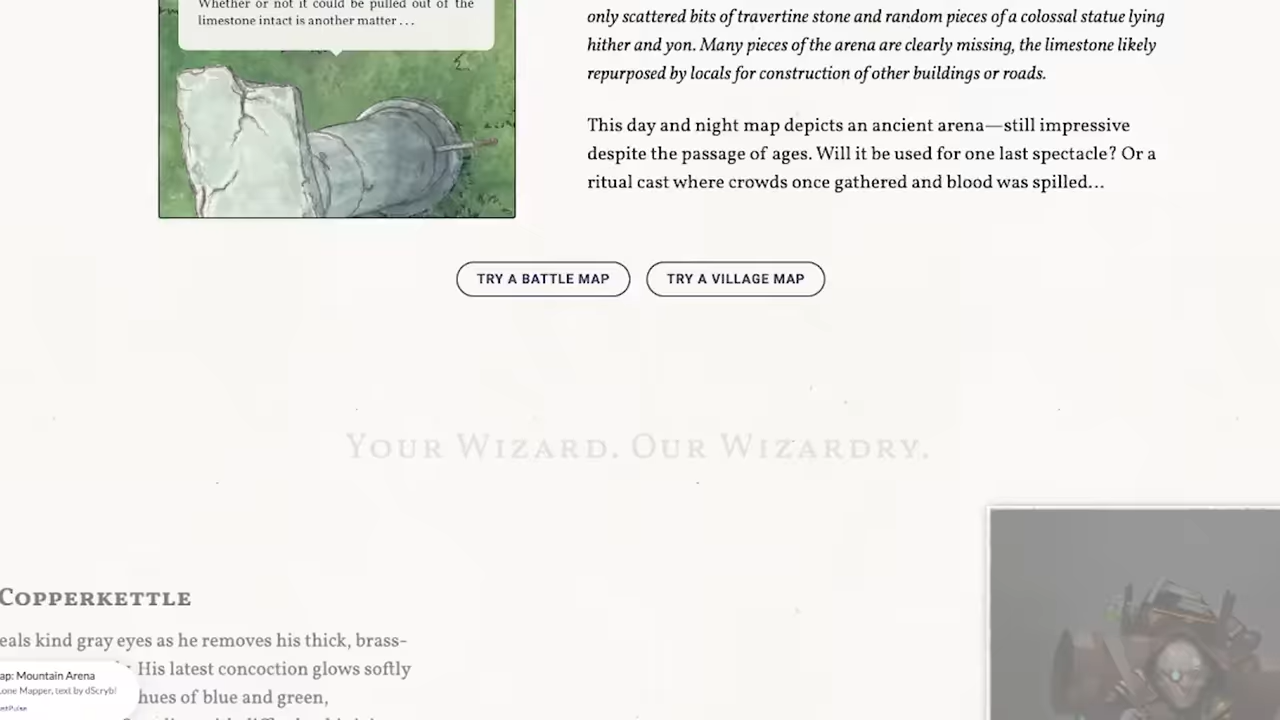 Whether or not it could be pulled out of the
limestone intact is another matter . . .
only scattered bits of travertine stone and random pieces of a colossal statue lying
hither and yon. Many pieces of the arena are clearly missing, the limestone likely
repurposed by locals for construction of other buildings or roads.
This day and night map depicts an ancient arena—still impressive
despite the passage of ages. Will it be used for one last spectacle? Or a
ritual cast where crowds once gathered and blood was spilled…
TRY A BATTLE MAP
TRY A VILLAGE MAP
Your Wizard. Our Wizardry.
Copperkettle
eals kind gray eyes as he removes his thick, brass-
His latest concoction glows softly
hues of blue and green,
ap: Mountain Arena
one Mapper, text by dScryb!